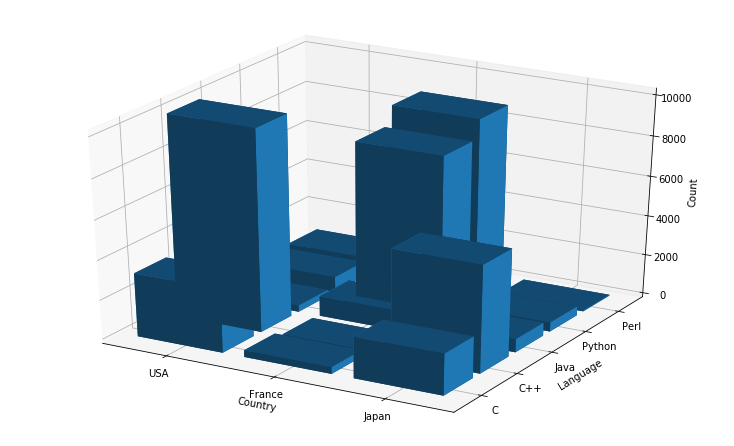 10000
8000
6000
4000
2000
0
Count
Perl
Python
Java
C++
C
Language
USA
France
Japan
Country